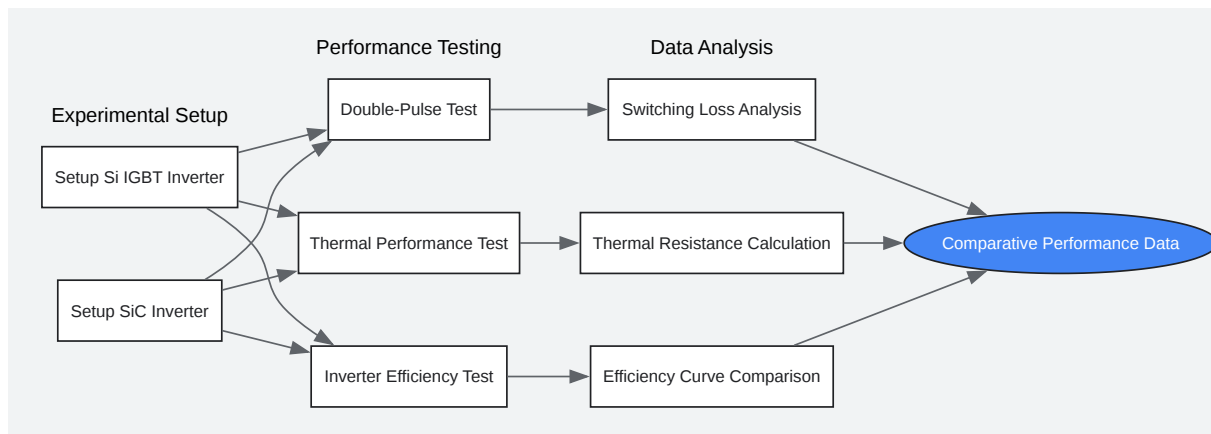 Experimental Setup
Setup Si IGBT Inverter
Setup SiC Inverter
Performance Testing
Double-Pulse Test
Thermal Performance Test
Inverter Efficiency Test
Data Analysis
Switching Loss Analysis
Thermal Resistance Calculation
Efficiency Curve Comparison
Comparative Performance Data